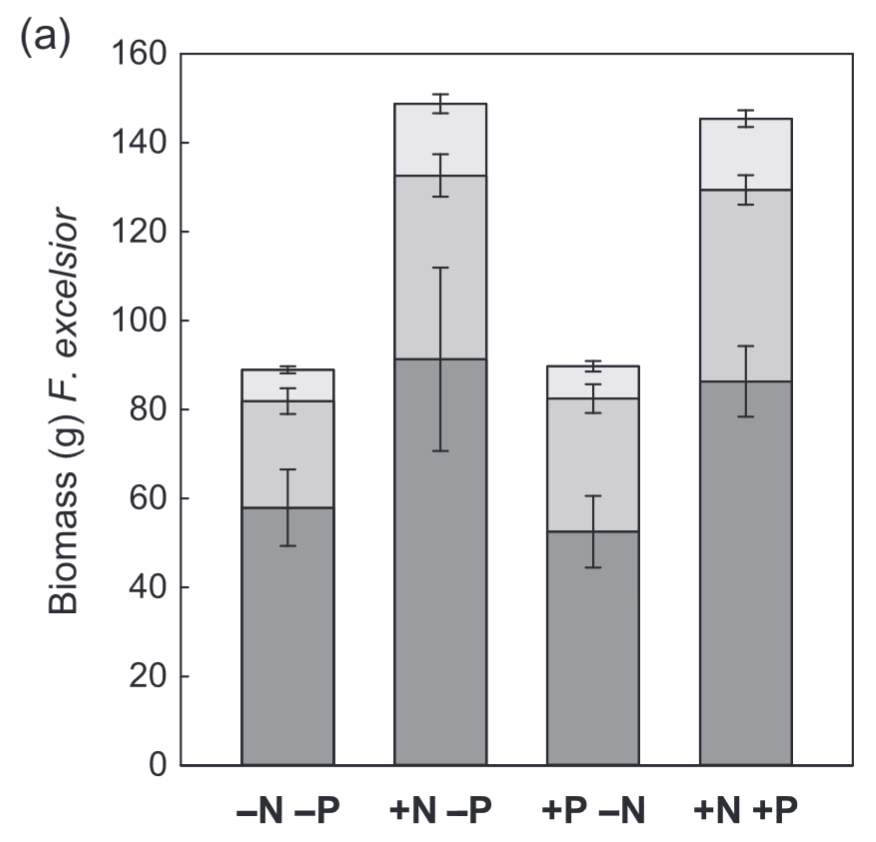 (a)
160
140
120
100
80
60
40
20
0
Biomass (g) F. excelsior
–N –P
+N –P
+P –N
+N +P